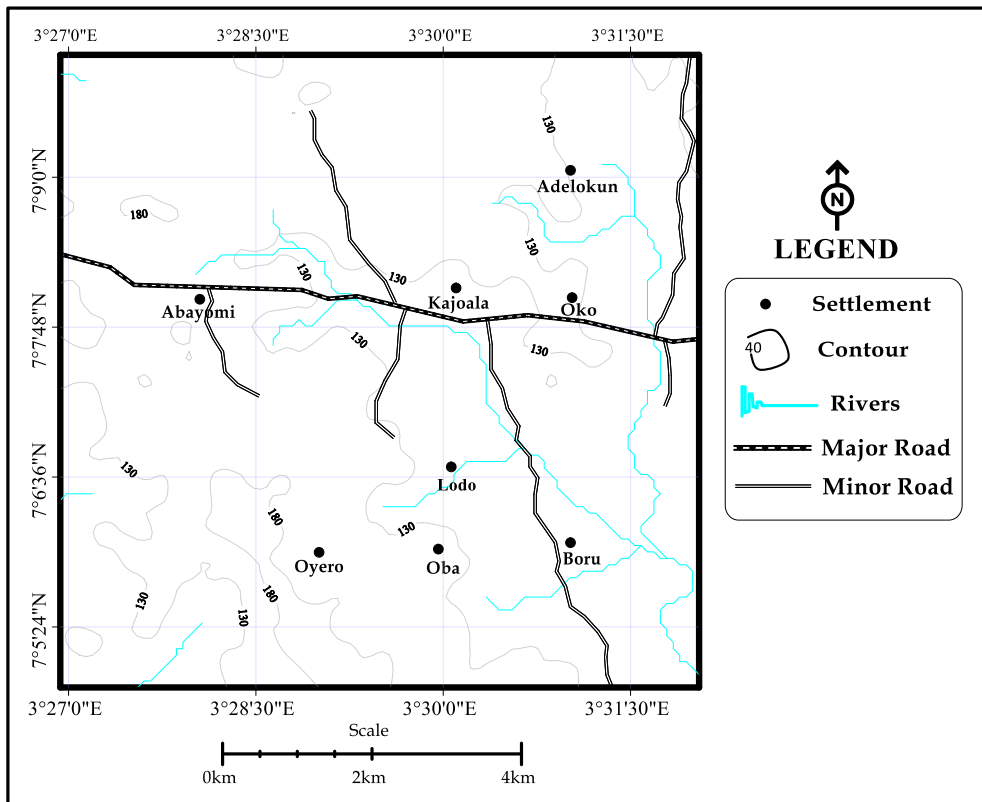 3°27'0"E 3°28'30"E 3°30'0"E 3°31'30"E
130
7°9'0"N
Adelokun
180
130
N
LEGEND
130
130
Kajoala
Oko
Abayomi
Settlement
7°7'48"N
130
130
40
Contour
Rivers
Major Road
130
7°6'36"N
Lodo
Minor Road
180
130
Oyero
Oba
Boru
130
180
130
7°5'24"N
3°27'0"E 3°28'30"E 3°30'0"E 3°31'30"E
Scale
0km 2km 4km